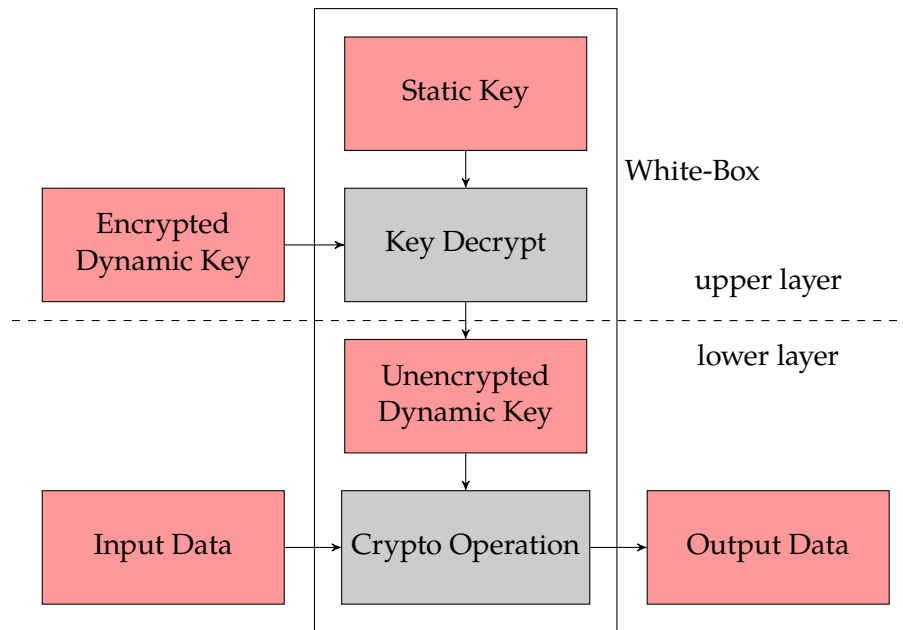 Static Key
White-Box
Encrypted
Dynamic Key
Key Decrypt
upper layer
lower layer
Unencrypted
Dynamic Key
Input Data
Crypto Operation
Output Data